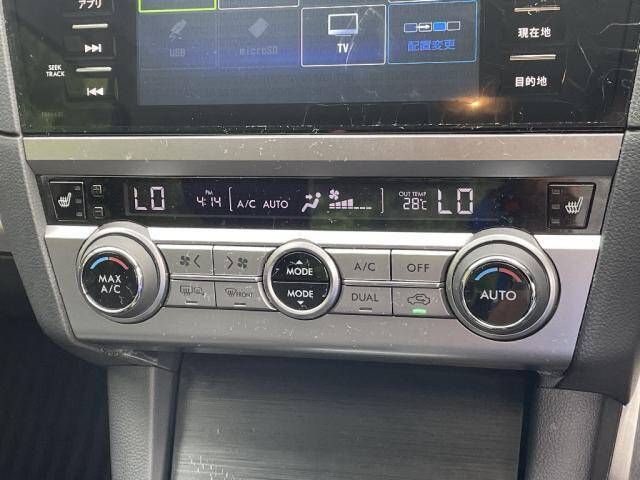 アプリ
現在地
USB
microSD
TV
配置変更
SEEK
TRACK
目的地
LO
PM
4:14
A/C AUTO
OUT TEMP
28℃
LO
MAX
A/C
MODE
MODE
FRONT
A/C
OFF
DUAL
AUTO